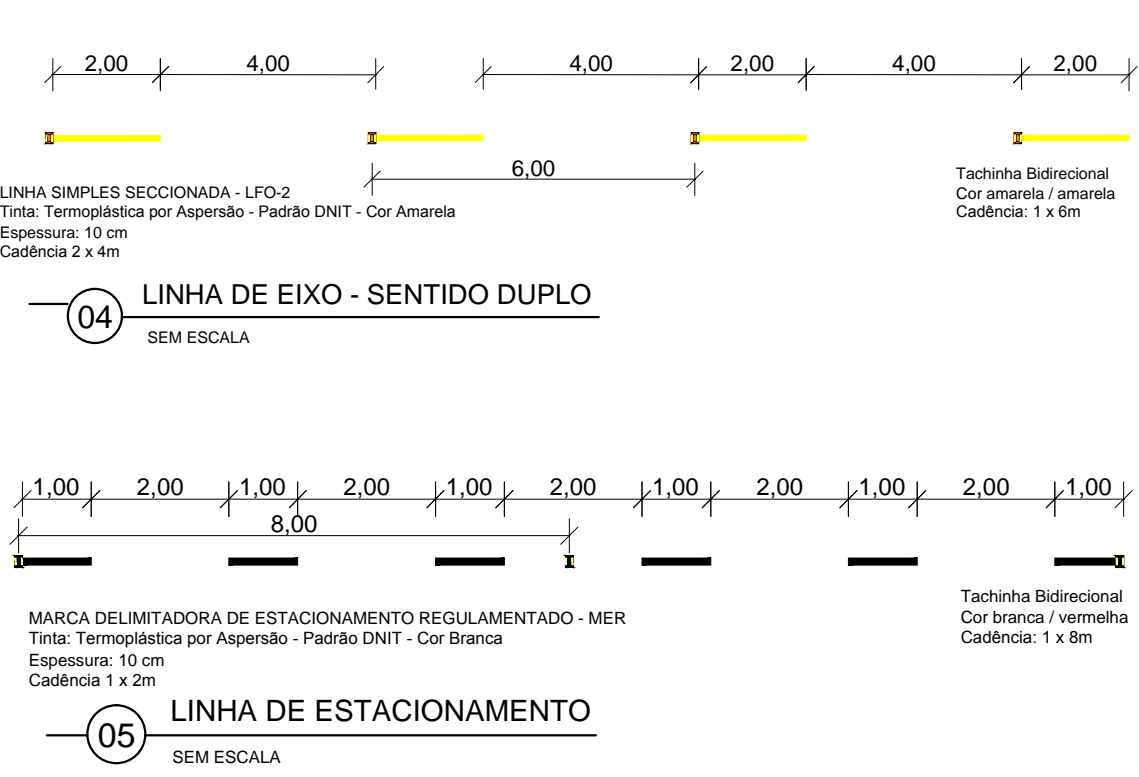 2,00 4,00 4,00 2,00 4,00 2,00
6,00
LINHA SIMPLES SECCIONADA - LFO-2
Tinta: Termoplástica por Aspersão - Padrão DNIT - Cor Amarela
Espessura: 10 cm
Cadência 2 x 4m
Tachinha Bidirecional
Cor amarela / amarela
Cadência: 1 x 6m
04
LINHA DE EIXO - SENTIDO DUPLO
SEM ESCALA
1,00 2,00 1,00 2,00 1,00 2,00 1,00 2,00 1,00 2,00 1,00
8,00
MARCA DELIMITADORA DE ESTACIONAMENTO REGULAMENTADO - MER
Tinta: Termoplástica por Aspersão - Padrão DNIT - Cor Branca
Espessura: 10 cm
Cadência 1 x 2m
Tachinha Bidirecional
Cor branca / vermelha
Cadência: 1 x 8m
05
LINHA DE ESTACIONAMENTO
SEM ESCALA